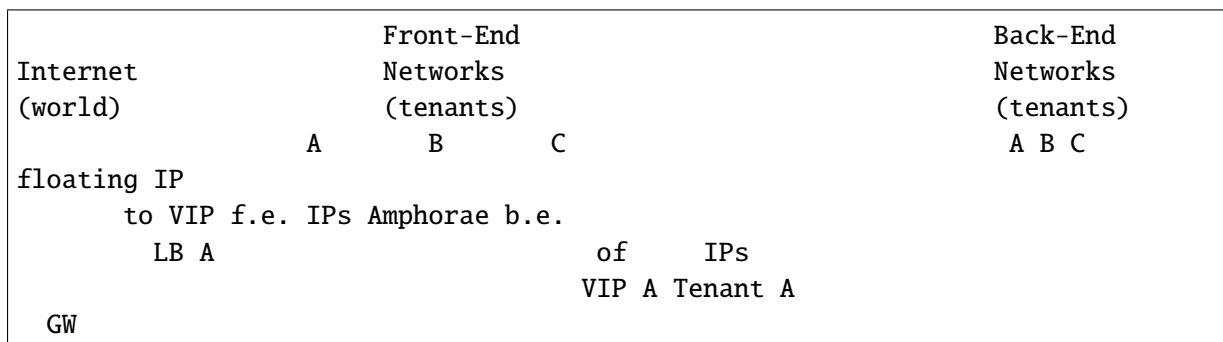 Front-End Back-End
Internet Networks Networks
(world) (tenants) (tenants)
A B C A B C
floating IP
to VIP f.e. IPs Amphorae b.e.
LB A of IPs
VIP A Tenant A
GW